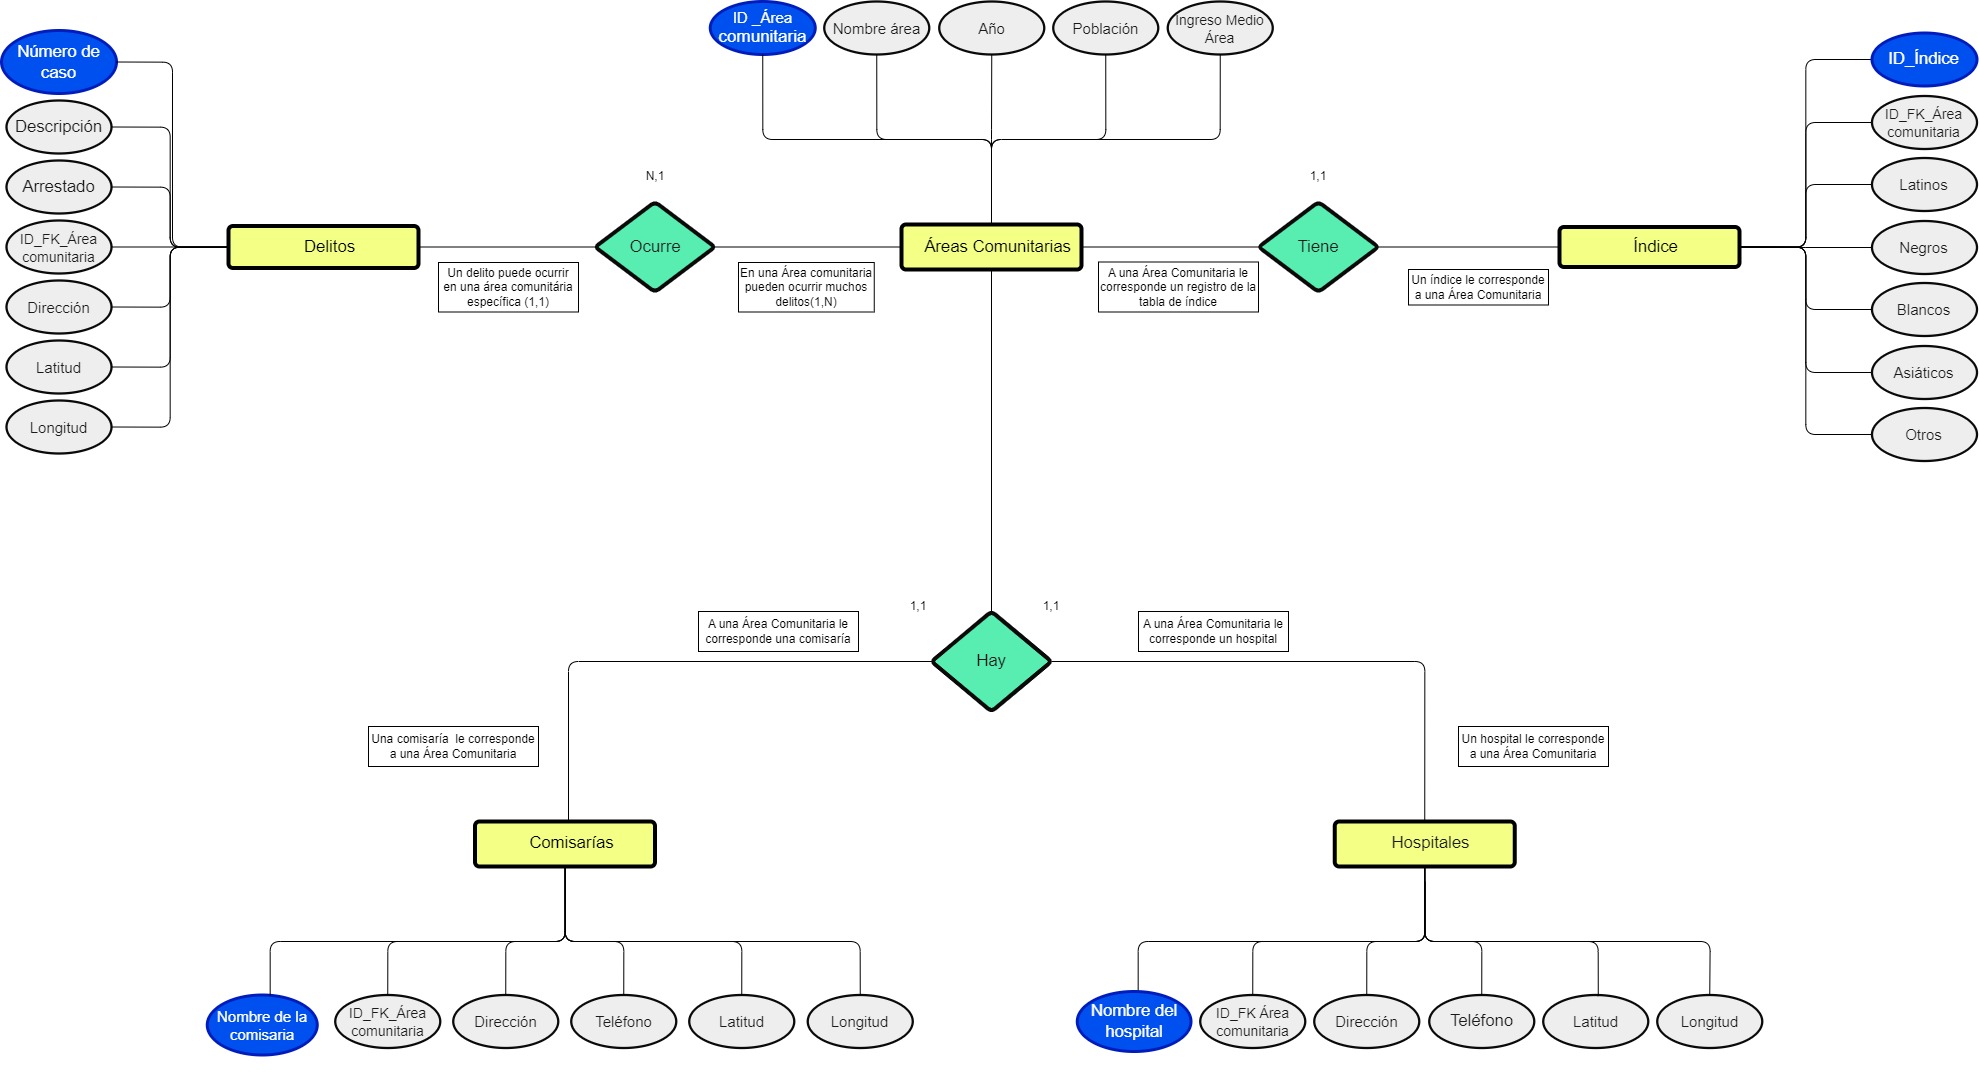 ID _Área
comunitaria
Nombre área
Año
Población
Ingreso Medio
Área
Número de
caso
Descripción
Arrestado
ID_FK_Área
comunitaria
Dirección
Latitud
Longitud
Delitos
N,1
Ocurre
Un delito puede ocurrir
en una área comunitária
específica (1,1)
En una Área comunitaria
pueden ocurrir muchos
delitos(1,N)
Áreas Comunitarias
1,1
Tiene
A una Área Comunitaria le
corresponde un registro de la
tabla de índice
Un índice le corresponde
a una Área Comunitaria
Índice
ID_Índice
ID_FK_Área
comunitaria
Latinos
Negros
Blancos
Asiáticos
Otros
1,1
1,1
A una Área Comunitaria le
corresponde una comisaría
A una Área Comunitaria le
corresponde un hospital
Hay
Una comisaría  le corresponde
a una Área Comunitaria
Un hospital le corresponde
a una Área Comunitaria
Comisarías
Hospitales
Nombre de la
comisaria
ID_FK_Área
comunitaria
Dirección
Teléfono
Latitud
Longitud
Nombre del
hospital
ID_FK Área
comunitaria
Dirección
Teléfono
Latitud
Longitud